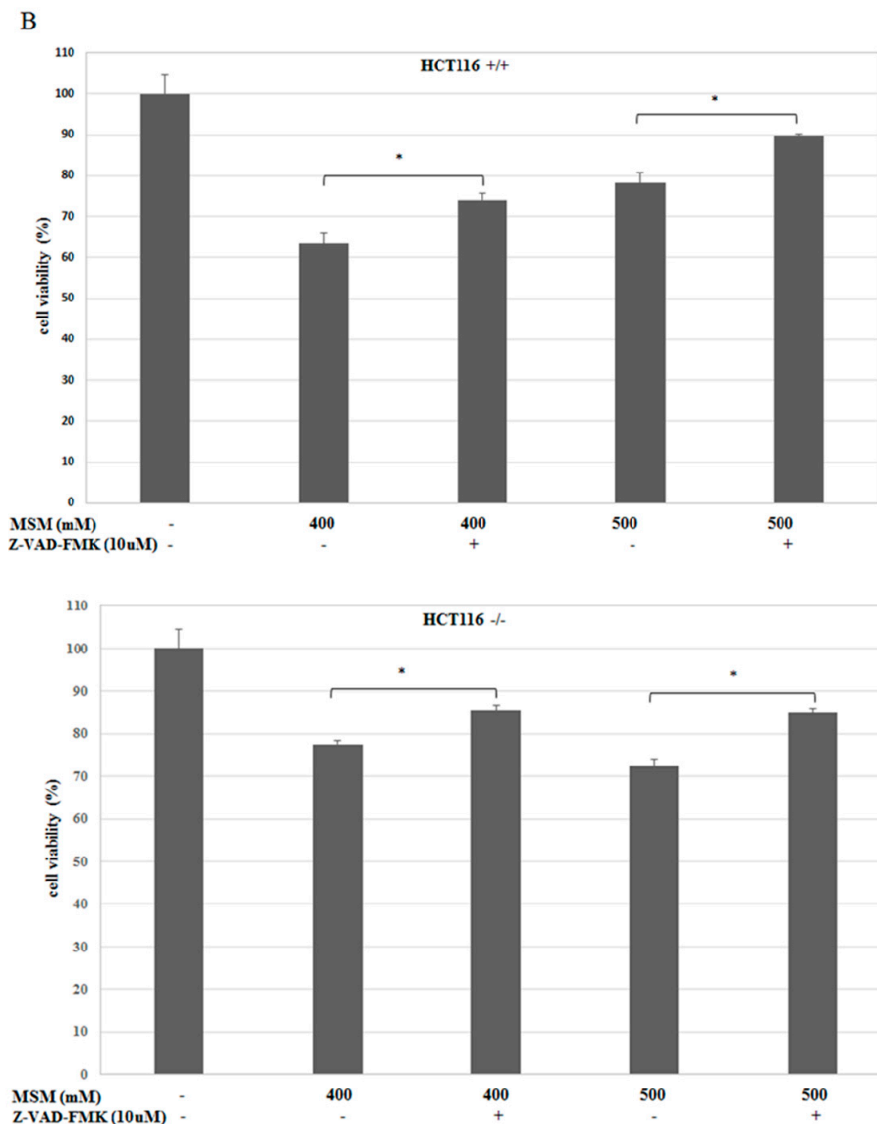 B
HCT116 +/+
110
100
90
80
70
60
50
40
30
20
10
0
cell viability (%)
* *
MSM (mM) - 400 400 500 500
Z-VAD-FMK (10uM) - - + - +
HCT116 -/-
110
100
90
80
70
60
50
40
30
20
10
0
cell viability (%)
* *
MSM (mM) - 400 400 500 500
Z-VAD-FMK (10uM) - - + - +